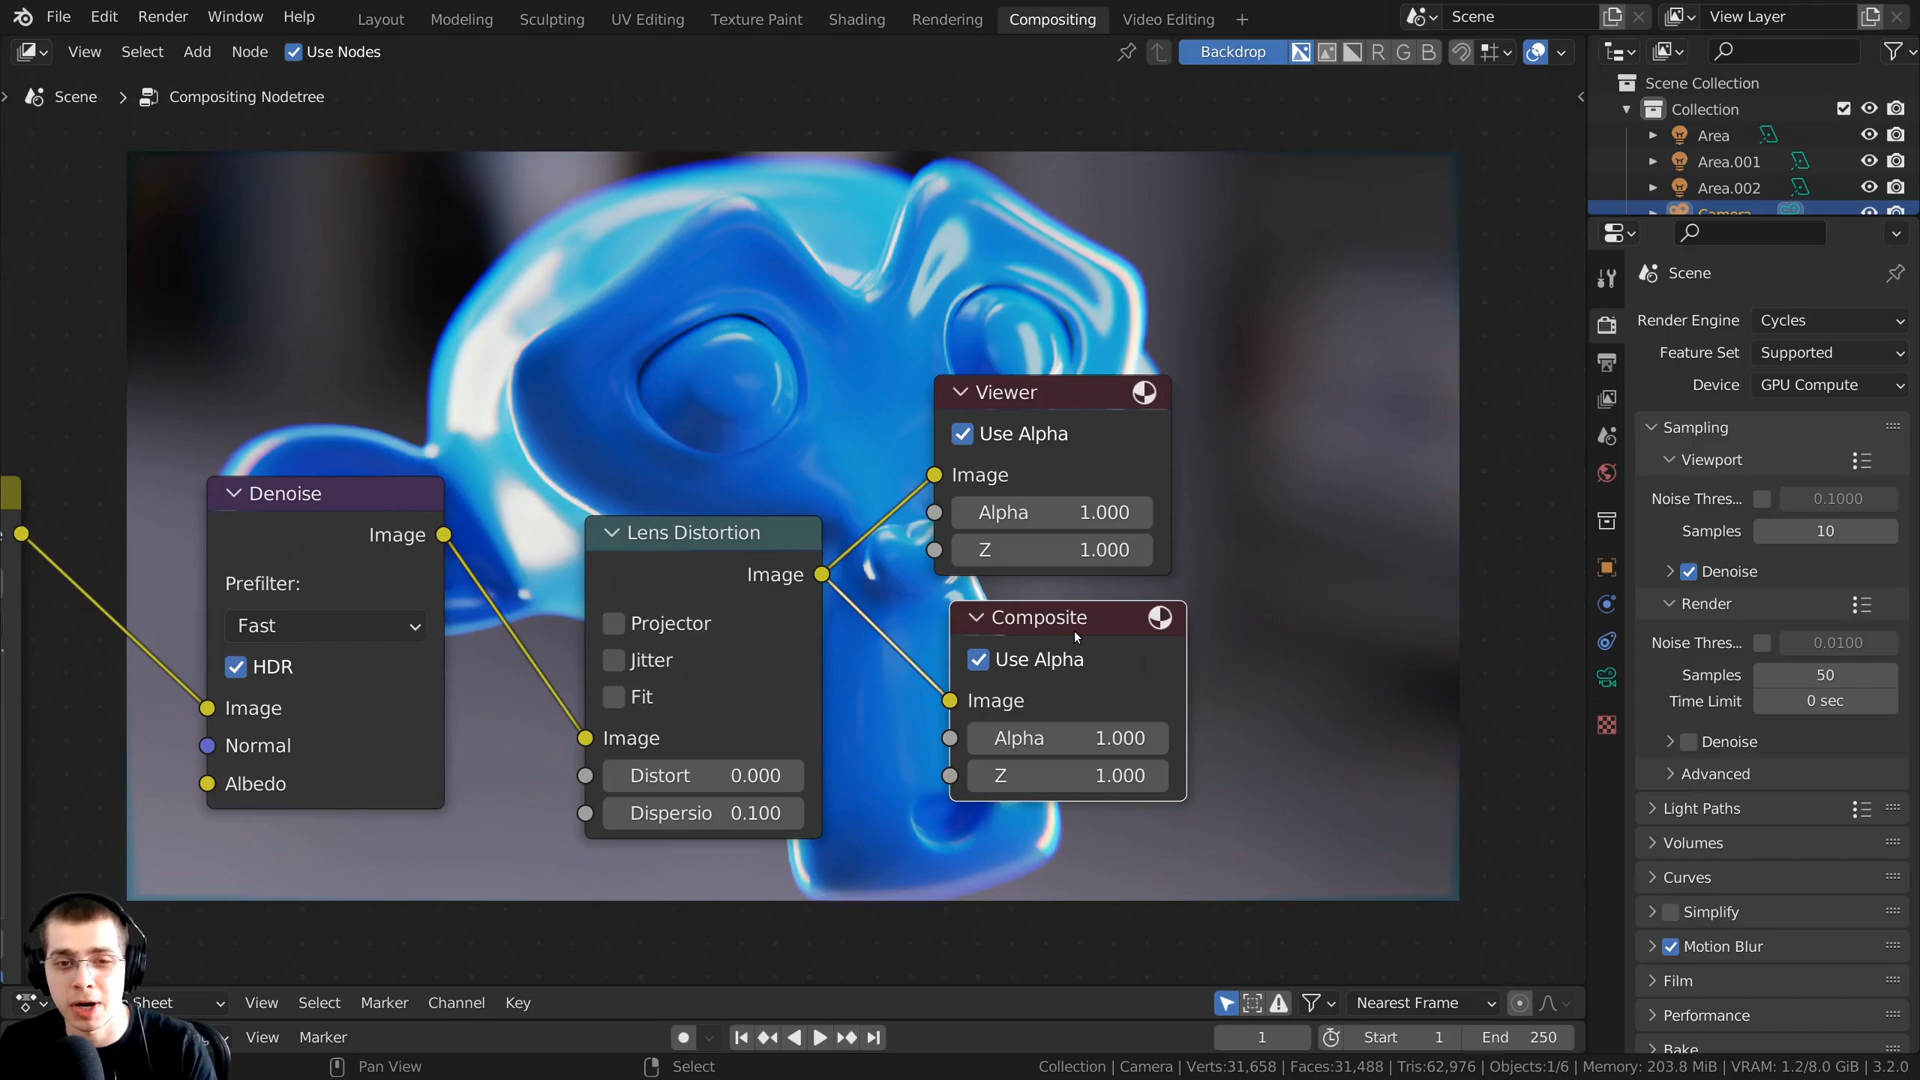 File Edit Render Window Help Layout Modeling Sculpting UV Editing Texture Paint Shading Rendering Compositing Video Editing + Scene View Layer
View Select Add Node Use Nodes Backdrop R G B
Scene > Compositing Nodetree
Scene Collection
Collection
Area
Area.001
Area.002
Camera
Scene
Render Engine Cycles
Feature Set Supported
Device GPU Compute
Sampling
Viewport
Noise Thres... 0.1000
Samples 10
Denoise
Render
Noise Thres... 0.0100
Samples 50
Time Limit 0 sec
Denoise
Advanced
Light Paths
Volumes
Curves
Simplify
Motion Blur
Film
Performance
Bake
Denoise
Image
Prefilter:
Fast
HDR
Image
Normal
Albedo
Lens Distortion
Image
Projector
Jitter
Fit
Image
Distort 0.000
Dispersio 0.100
Viewer
Use Alpha
Image
Alpha 1.000
Z 1.000
Composite
Use Alpha
Image
Alpha 1.000
Z 1.000
Sheet View Select Marker Channel Key Nearest Frame
View Marker 1 Start 1 End 250
Pan View Select Collection | Camera | Verts:31,658 | Faces:31,488 | Tris:62,976 | Objects:1/6 | Memory: 203.8 MiB | VRAM: 1.2/8.0 GiB | 3.2.0